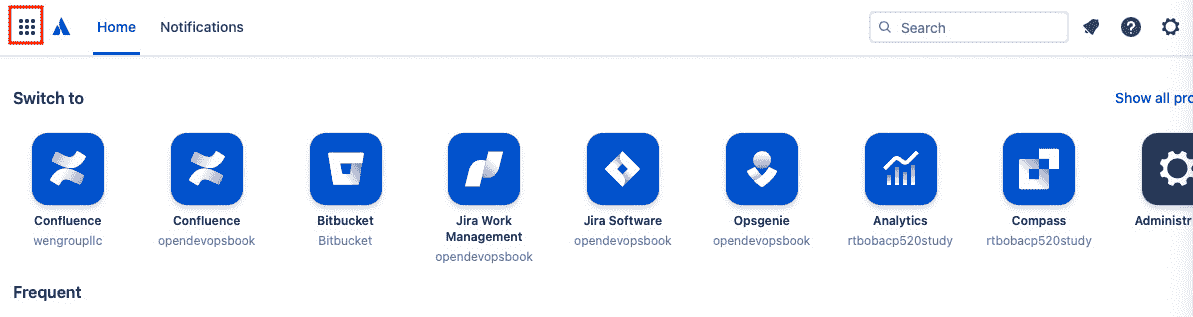 Home Notifications Search
Switch to Show all pro
Confluence Confluence Bitbucket Jira Work Management Jira Software Opsgenie Analytics Compass Administr
wengroupllc opendevopsbook Bitbucket opendevopsbook opendevopsbook opendevopsbook rtbobacp520study rtbobacp520study
Frequent